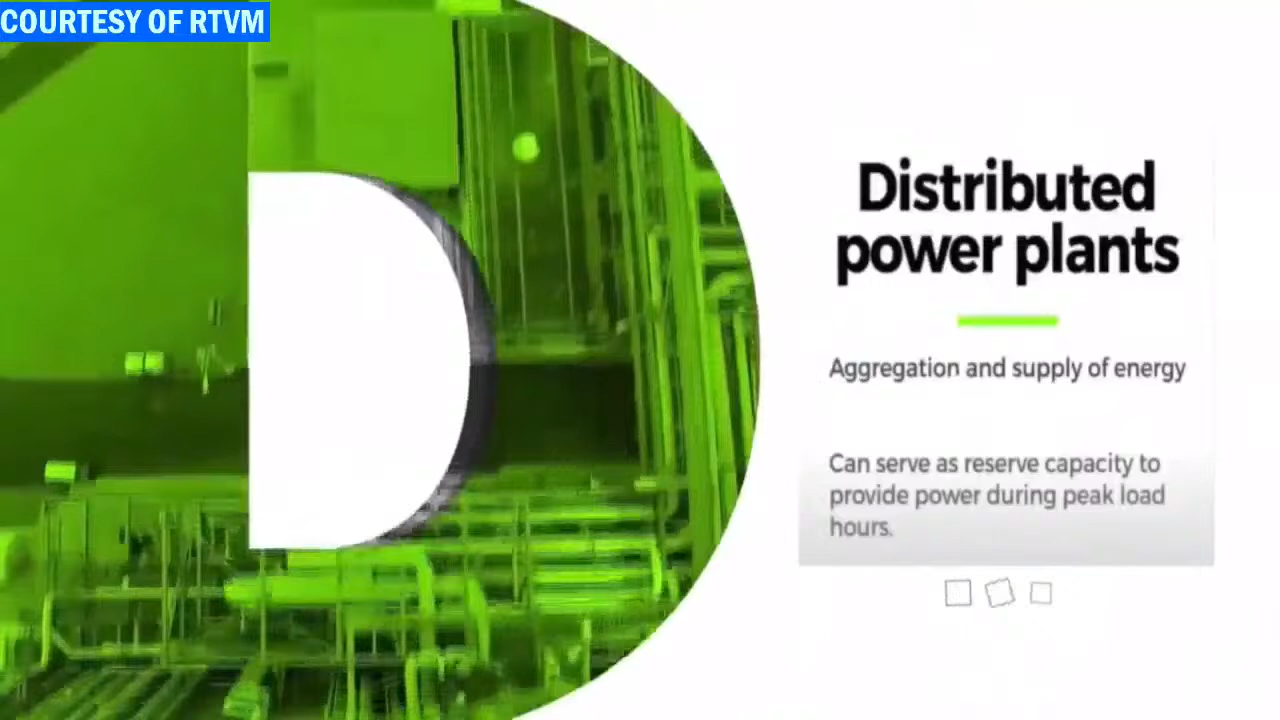 COURTESY OF RTVM
D
Distributed
power plants
Aggregation and supply of energy
Can serve as reserve capacity to
provide power during peak load
hours.